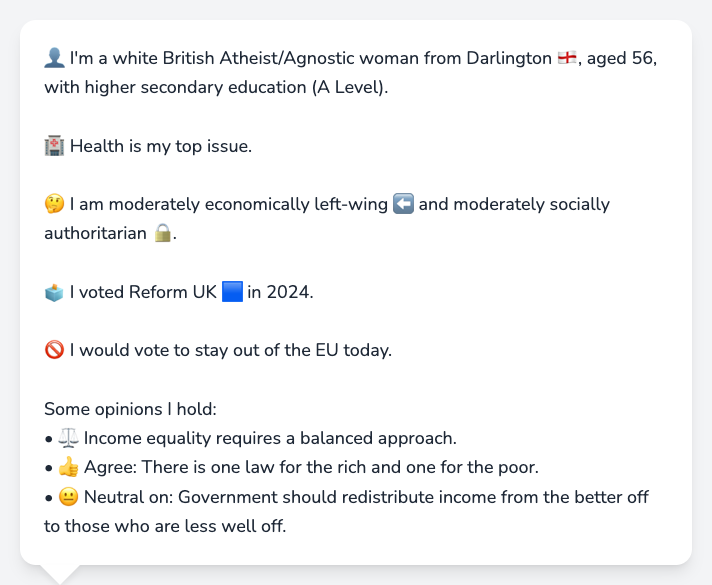 👤 I'm a white British Atheist/Agnostic woman from Darlington 🏴󠁧󠁢󠁥󠁮󠁧󠁿, aged 56,
with higher secondary education (A Level).
🏥 Health is my top issue.
🤔 I am moderately economically left-wing ⬅️ and moderately socially
authoritarian 🔒.
🗳️ I voted Reform UK 🟦 in 2024.
🚫 I would vote to stay out of the EU today.
Some opinions I hold:
• ⚖️ Income equality requires a balanced approach.
• 👍 Agree: There is one law for the rich and one for the poor.
• 😐 Neutral on: Government should redistribute income from the better off
to those who are less well off.